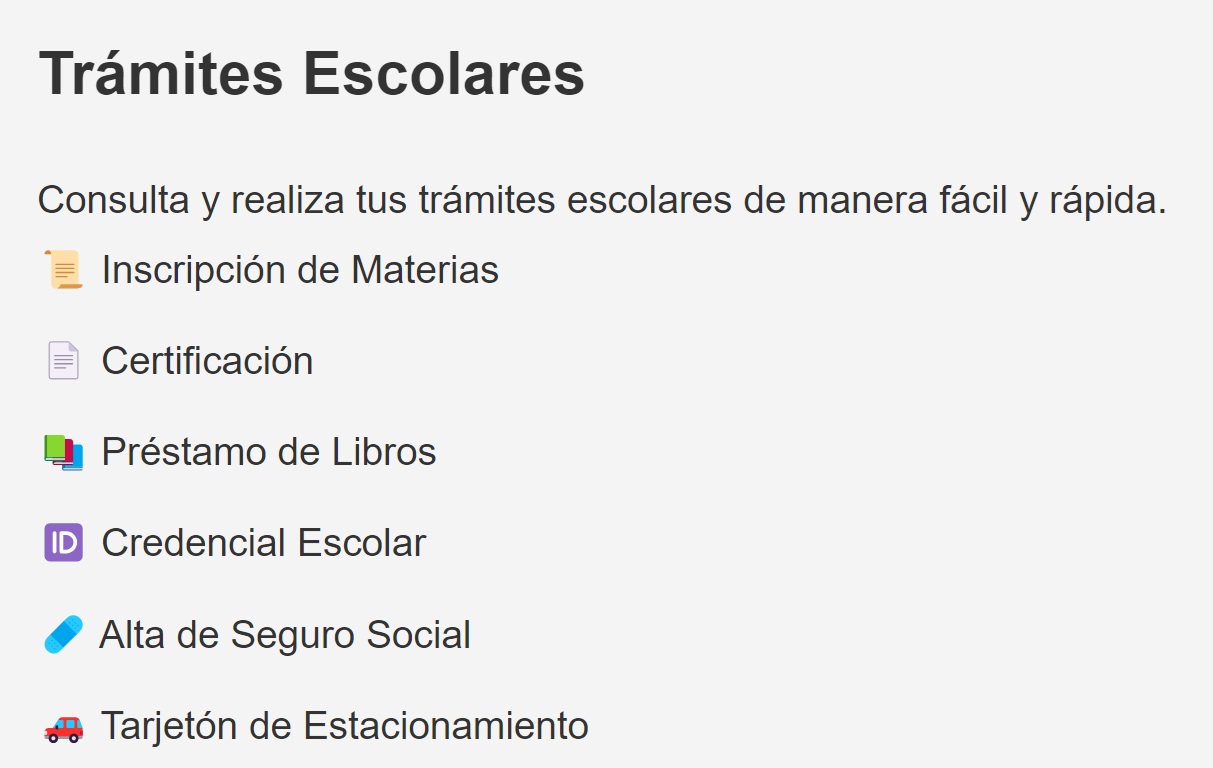 Trámites Escolares
Consulta y realiza tus trámites escolares de manera fácil y rápida.
📜 Inscripción de Materias
📄 Certificación
📚 Préstamo de Libros
🆔 Credencial Escolar
🩹 Alta de Seguro Social
🚗 Tarjetón de Estacionamiento